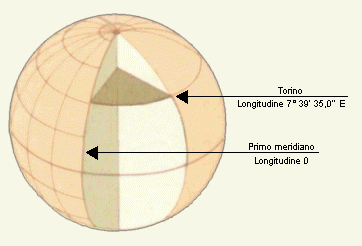 Torino
Longitudine 7° 39' 35,0" E
Primo meridiano
Longitudine 0